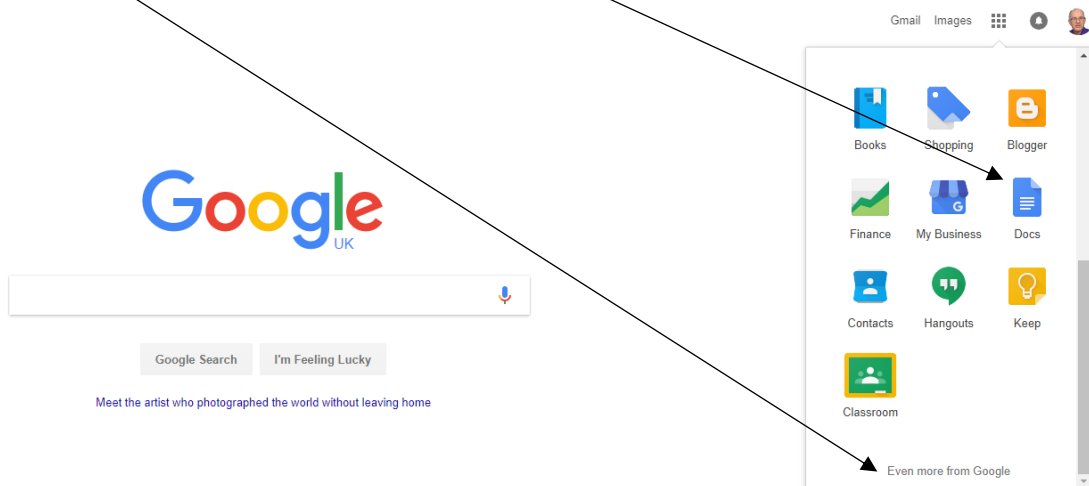 Gmail Images
Books Shopping Blogger
Google
UK
Finance My Business Docs
Contacts Hangouts Keep
Google Search I'm Feeling Lucky
Meet the artist who photographed the world without leaving home
Classroom
Even more from Google